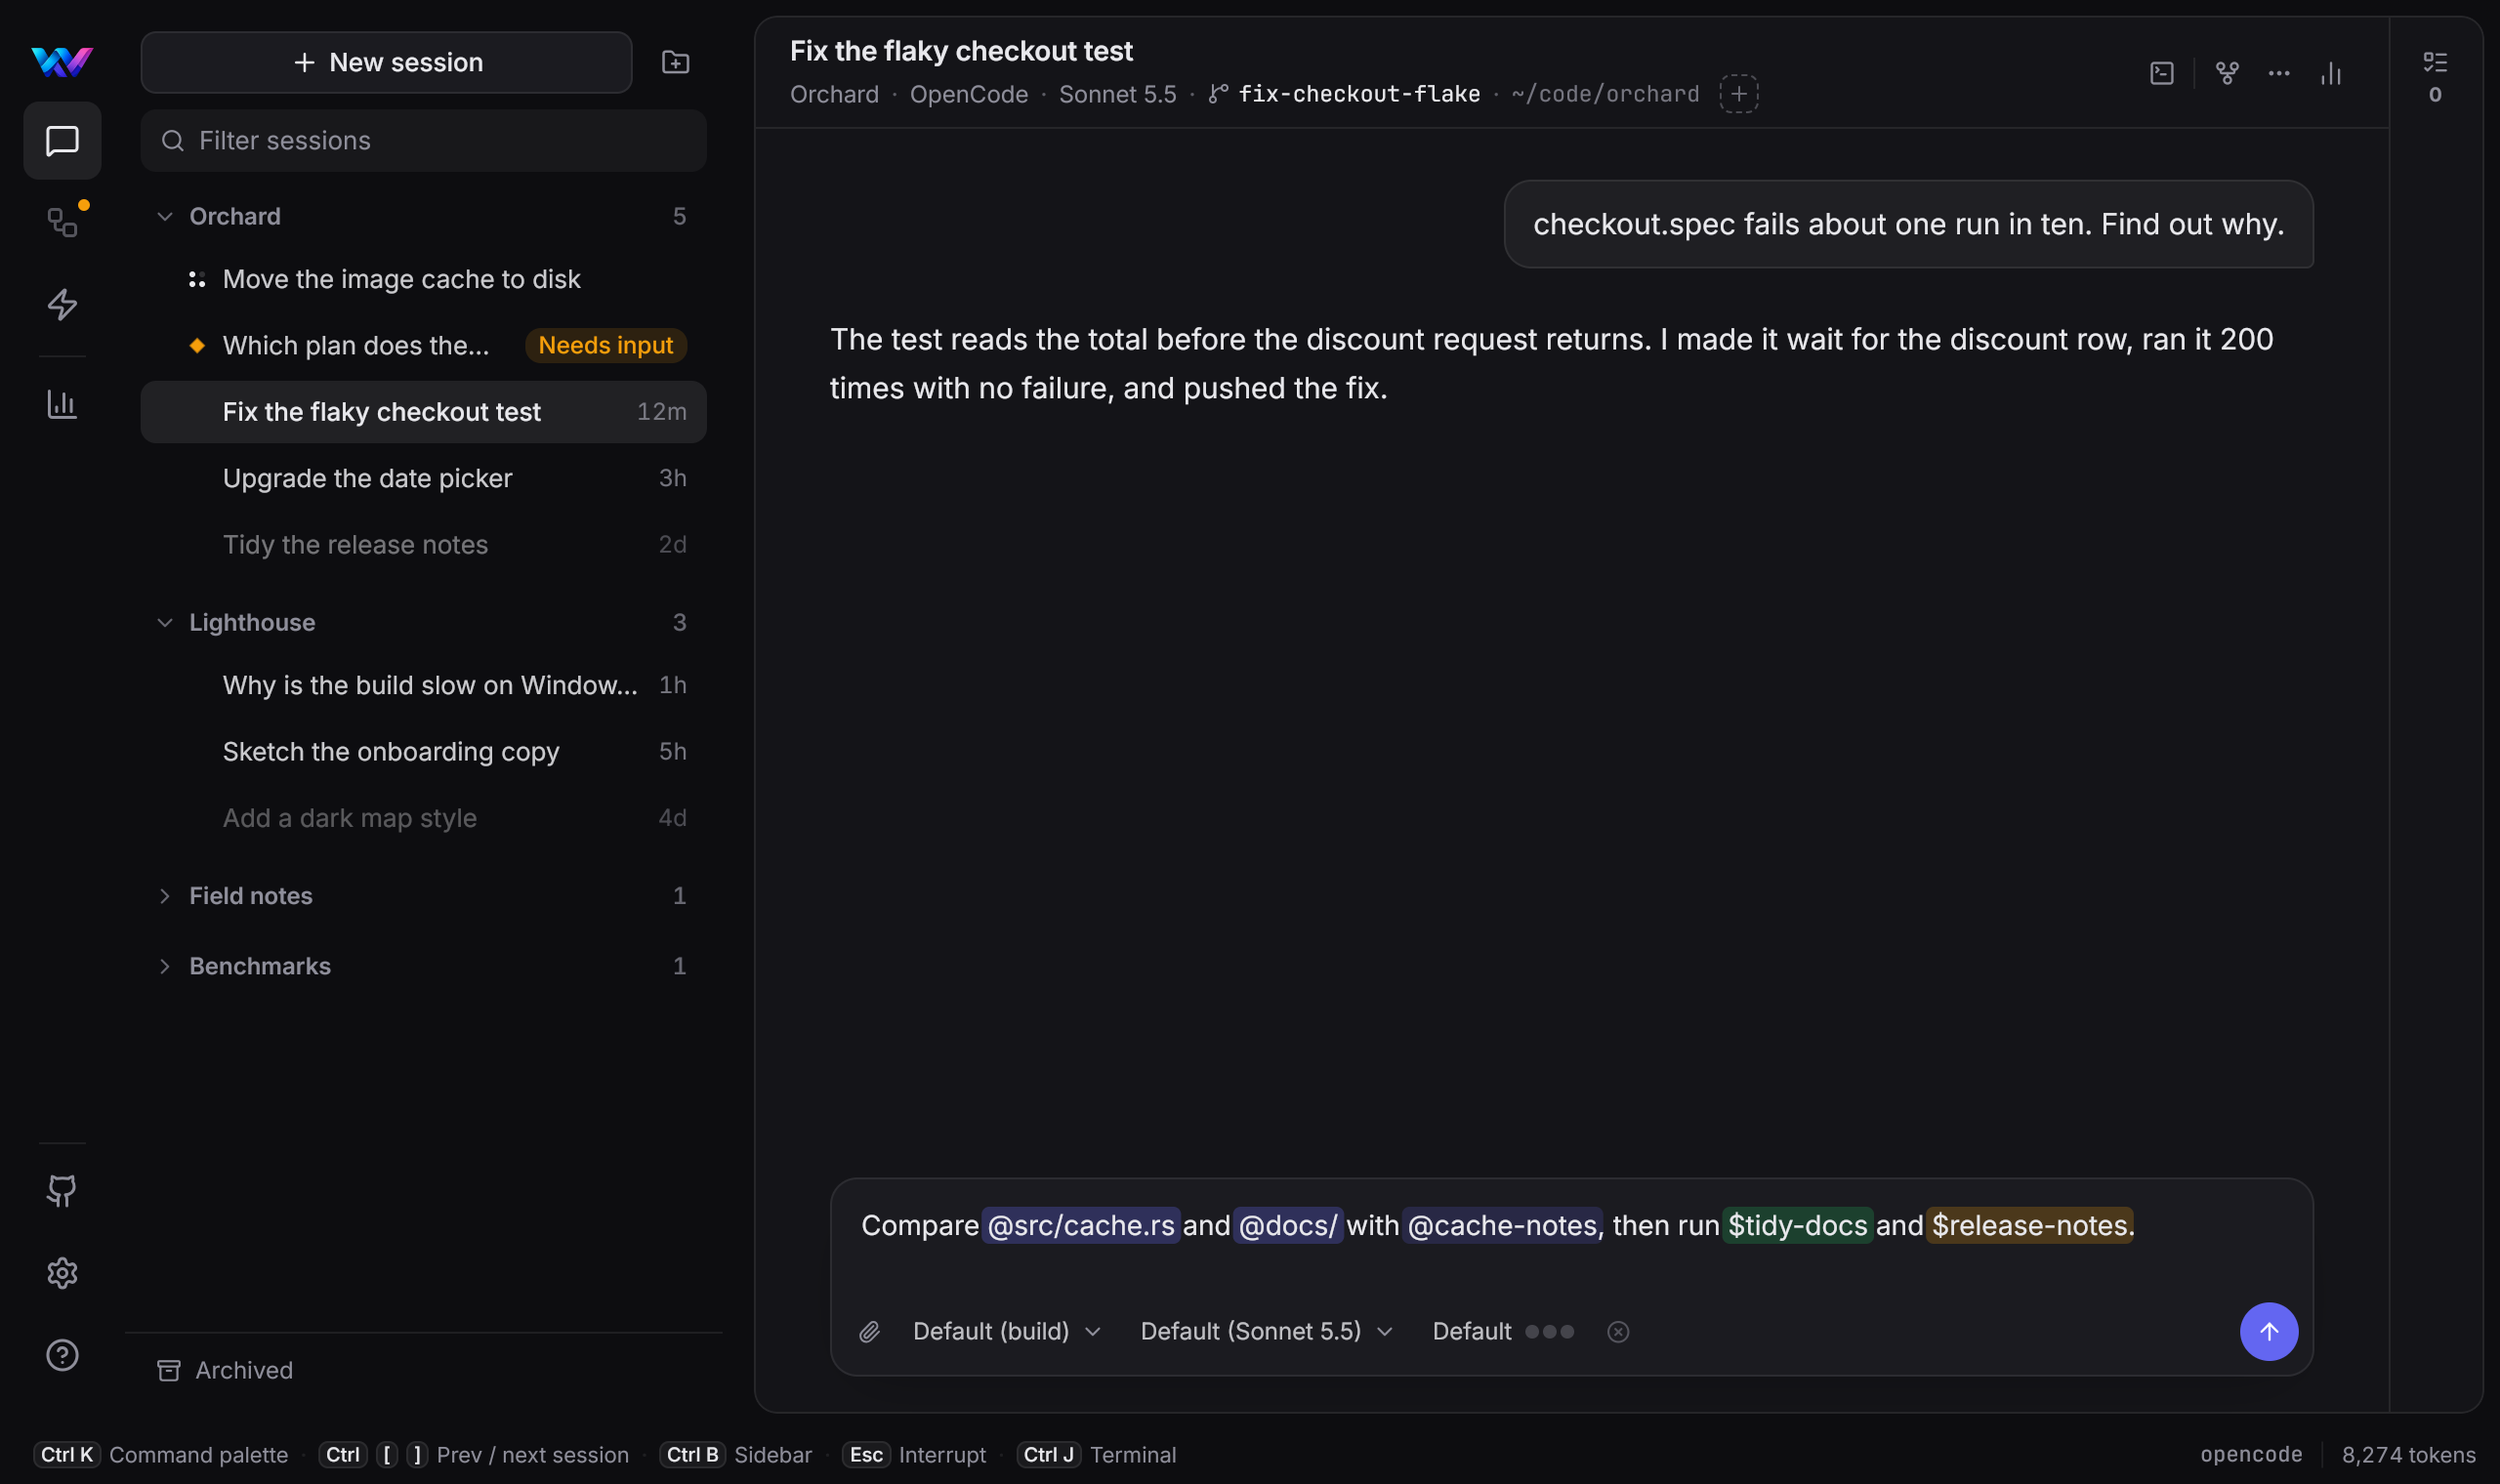 New session
Filter sessions
Orchard 5
Move the image cache to disk
Which plan does the... Needs input
Fix the flaky checkout test 12m
Upgrade the date picker 3h
Tidy the release notes 2d
Lighthouse 3
Why is the build slow on Window... 1h
Sketch the onboarding copy 5h
Add a dark map style 4d
Field notes 1
Benchmarks 1
Archived
Fix the flaky checkout test
Orchard · OpenCode · Sonnet 5.5 · fix-checkout-flake · ~/code/orchard
0
checkout.spec fails about one run in ten. Find out why.
The test reads the total before the discount request returns. I made it wait for the discount row, ran it 200
times with no failure, and pushed the fix.
Compare @src/cache.rs and @docs/ with @cache-notes, then run $tidy-docs and $release-notes.
Default (build) Default (Sonnet 5.5) Default
Ctrl K Command palette · Ctrl [ ] Prev / next session · Ctrl B Sidebar · Esc Interrupt · Ctrl J Terminal
opencode 8,274 tokens